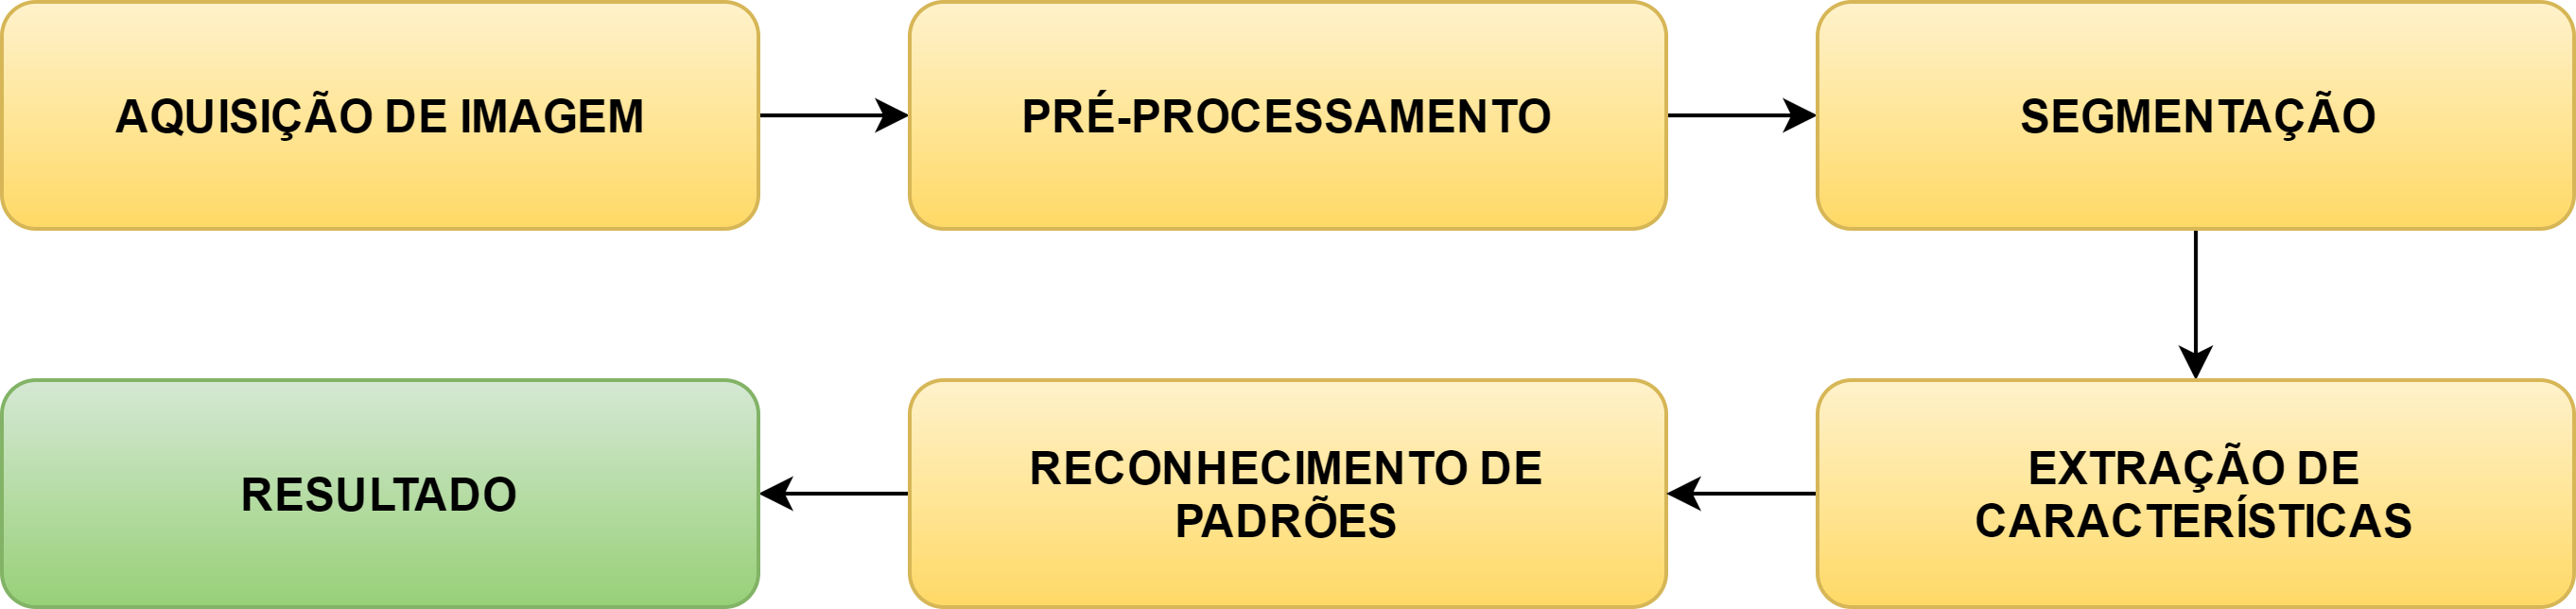 AQUISIÇÃO DE IMAGEM
PRÉ-PROCESSAMENTO
SEGMENTAÇÃO
EXTRAÇÃO DE
CARACTERÍSTICAS
RECONHECIMENTO DE
PADRÕES
RESULTADO